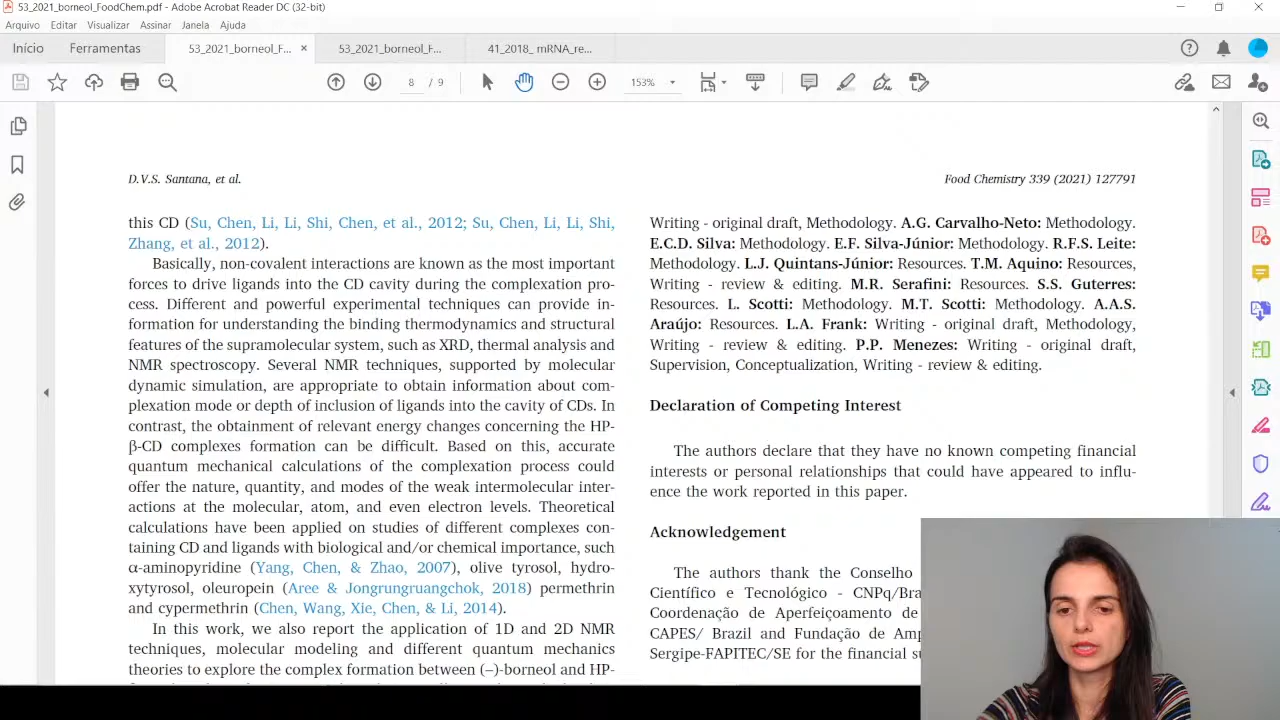 53_2021_borneol_FoodChem.pdf - Adobe Acrobat Reader DC (32-bit)
Arquivo Editar Visualizar Assinar Janela Ajuda
Início Ferramentas 53_2021_borneol_F... × 53_2021_borneol_F... 41_2018_ mRNA_re...
8 / 9 153%
D.V.S. Santana, et al.
Food Chemistry 339 (2021) 127791
this CD (Su, Chen, Li, Li, Shi, Chen, et al., 2012; Su, Chen, Li, Li, Shi,
Zhang, et al., 2012).
Basically, non-covalent interactions are known as the most important
forces to drive ligands into the CD cavity during the complexation pro-
cess. Different and powerful experimental techniques can provide in-
formation for understanding the binding thermodynamics and structural
features of the supramolecular system, such as XRD, thermal analysis and
NMR spectroscopy. Several NMR techniques, supported by molecular
dynamic simulation, are appropriate to obtain information about com-
plexation mode or depth of inclusion of ligands into the cavity of CDs. In
contrast, the obtainment of relevant energy changes concerning the HP-
β-CD complexes formation can be difficult. Based on this, accurate
quantum mechanical calculations of the complexation process could
offer the nature, quantity, and modes of the weak intermolecular inter-
actions at the molecular, atom, and even electron levels. Theoretical
calculations have been applied on studies of different complexes con-
taining CD and ligands with biological and/or chemical importance, such
α-aminopyridine (Yang, Chen, & Zhao, 2007), olive tyrosol, hydro-
xytyrosol, oleuropein (Aree & Jongrungruangchok, 2018) permethrin
and cypermethrin (Chen, Wang, Xie, Chen, & Li, 2014).
In this work, we also report the application of 1D and 2D NMR
techniques, molecular modeling and different quantum mechanics
theories to explore the complex formation between (–)-borneol and HP-
Writing - original draft, Methodology. A.G. Carvalho-Neto: Methodology.
E.C.D. Silva: Methodology. E.F. Silva-Júnior: Methodology. R.F.S. Leite:
Methodology. L.J. Quintans-Júnior: Resources. T.M. Aquino: Resources,
Writing - review & editing. M.R. Serafini: Resources. S.S. Guterres:
Resources. L. Scotti: Methodology. M.T. Scotti: Methodology. A.A.S.
Araújo: Resources. L.A. Frank: Writing - original draft, Methodology,
Writing - review & editing. P.P. Menezes: Writing - original draft,
Supervision, Conceptualization, Writing - review & editing.
Declaration of Competing Interest
The authors declare that they have no known competing financial
interests or personal relationships that could have appeared to influ-
ence the work reported in this paper.
Acknowledgement
The authors thank the Conselho
Científico e Tecnológico - CNPq/Bra
Coordenação de Aperfeiçoamento de
CAPES/ Brazil and Fundação de Amp
Sergipe-FAPITEC/SE for the financial su